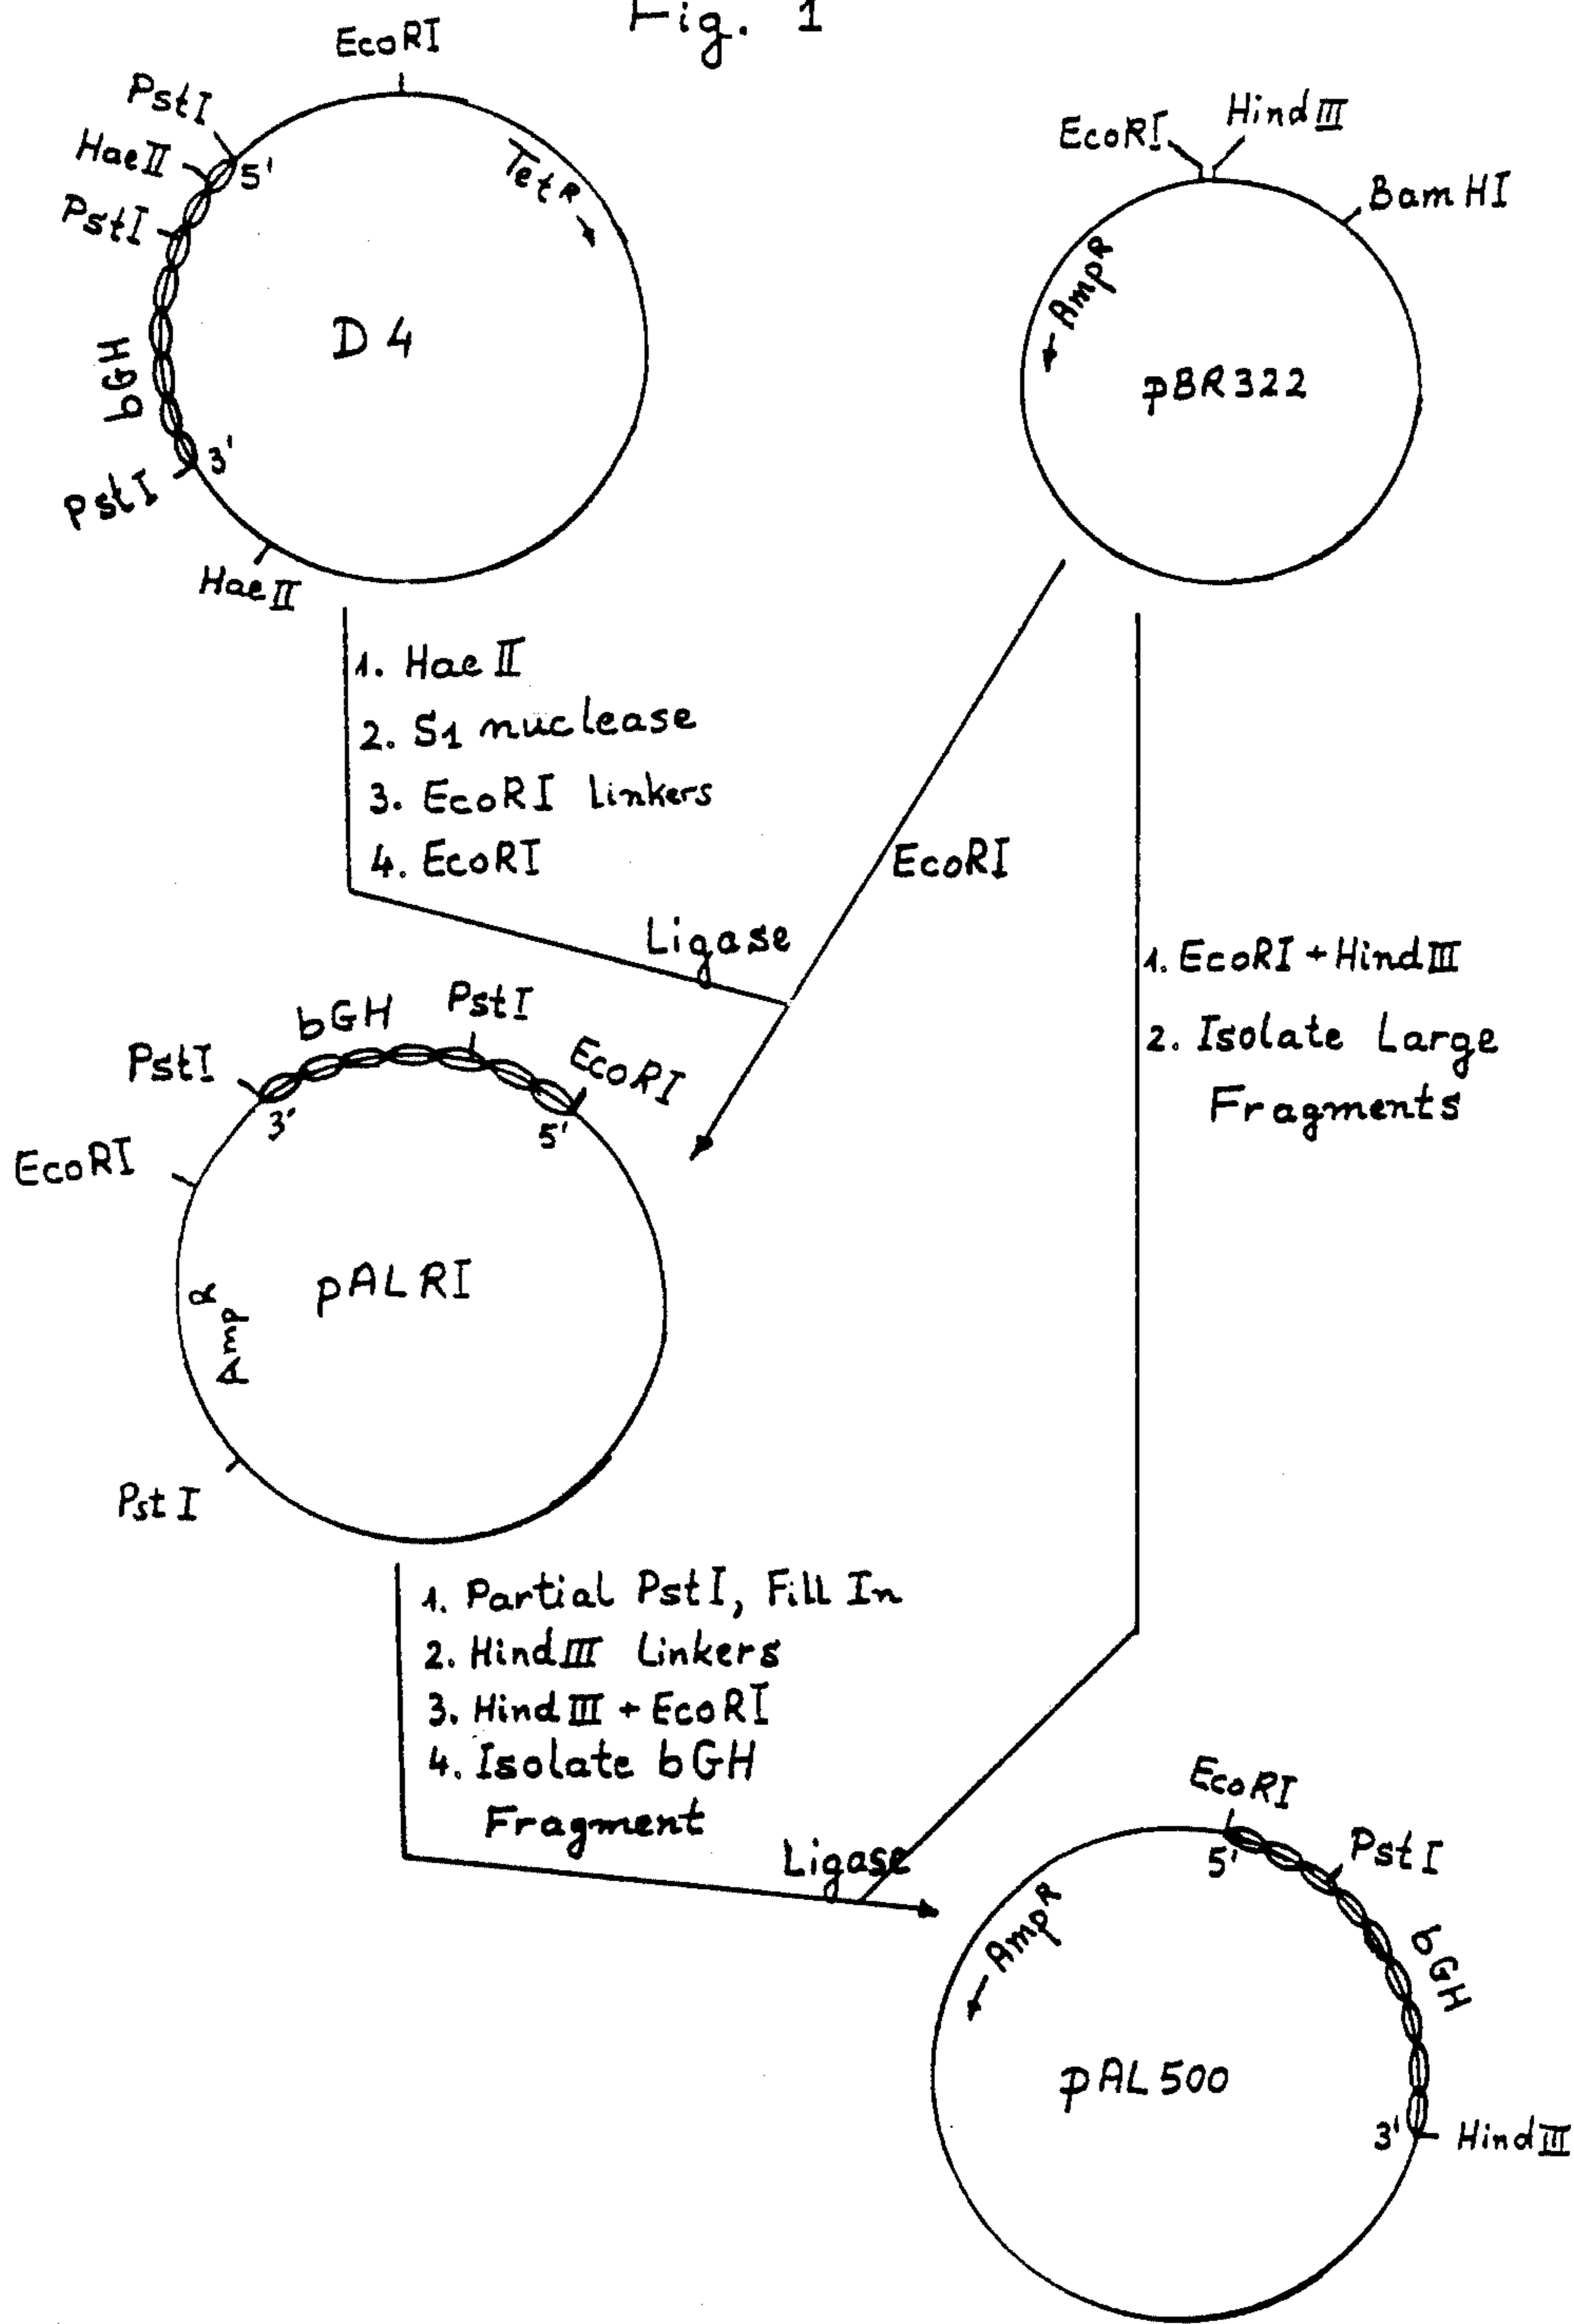 Fig. 1
EcoRI
PstI
HaeII
PstI
5'
TetR
D4
bGH
3'
PstI
HaeII
EcoRI
HindIII
BamHI
AmpR
pBR322
1. HaeII
2. S1 nuclease
3. EcoRI linkers
4. EcoRI
Ligase
EcoRI
1. EcoRI + HindIII
2. Isolate Large
Fragments
PstI
bGH
PstI
EcoRI
3'
5'
EcoRI
AmpR
pALRI
PstI
1. Partial PstI, Fill In
2. HindIII Linkers
3. HindIII + EcoRI
4. Isolate bGH
Fragment
Ligase
EcoRI
5'
PstI
bGH
AmpR
pAL500
3'
HindIII